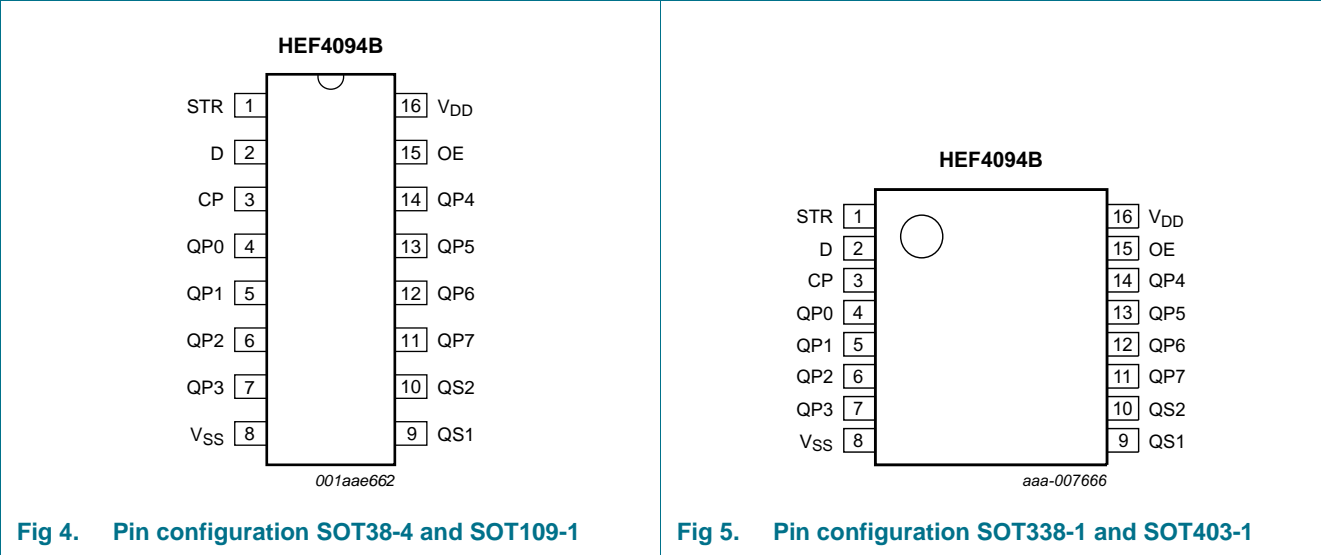 HEF4094B
STR 1 16 VDD
D 2 15 OE
CP 3 14 QP4
QP0 4 13 QP5
QP1 5 12 QP6
QP2 6 11 QP7
QP3 7 10 QS2
VSS 8 9 QS1
001aae662
Fig 4. Pin configuration SOT38-4 and SOT109-1
HEF4094B
STR 1 16 VDD
D 2 15 OE
CP 3 14 QP4
QP0 4 13 QP5
QP1 5 12 QP6
QP2 6 11 QP7
QP3 7 10 QS2
VSS 8 9 QS1
aaa-007666
Fig 5. Pin configuration SOT338-1 and SOT403-1